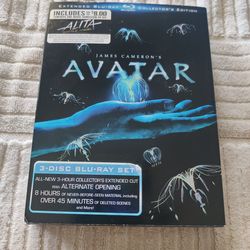 EXTENDED BLU-RAY COLLECTOR'S EDITION
INCLUDES $8.00
ALITA
JAMES CAMERON'S
AVATAR
3-DISC BLU-RAY SET
ALL-NEW 3-HOUR COLLECTOR'S EXTENDED CUT
with ALTERNATE OPENING
8 HOURS OF NEVER-BEFORE-SEEN MATERIAL including
OVER 45 MINUTES OF DELETED SCENES
and More!